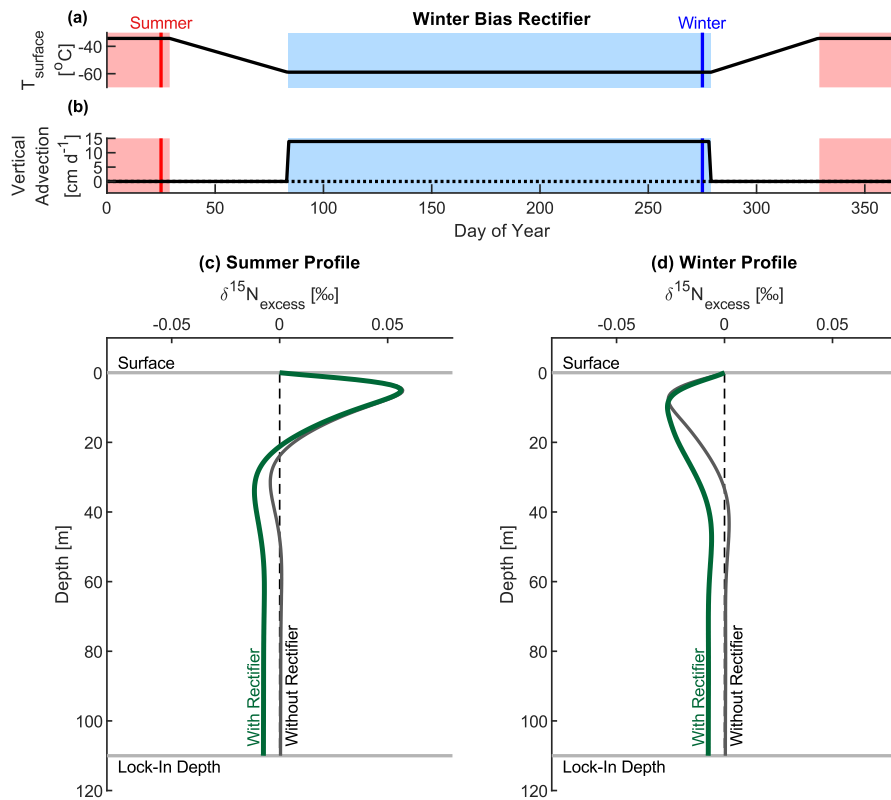 (a)
Winter Bias Rectifier
Summer
Winter
T_surface
[°C]
-40
-60
(b)
Vertical
Advection
[cm d⁻¹]
15
10
5
0
0
50
100
150
200
250
300
350
Day of Year
(c) Summer Profile
δ¹⁵N_excess [‰]
-0.05
0
0.05
Surface
0
20
40
60
80
100
120
Depth [m]
With Rectifier
Without Rectifier
Lock-In Depth
(d) Winter Profile
δ¹⁵N_excess [‰]
-0.05
0
0.05
Surface
0
20
40
60
80
100
120
Depth [m]
With Rectifier
Without Rectifier
Lock-In Depth